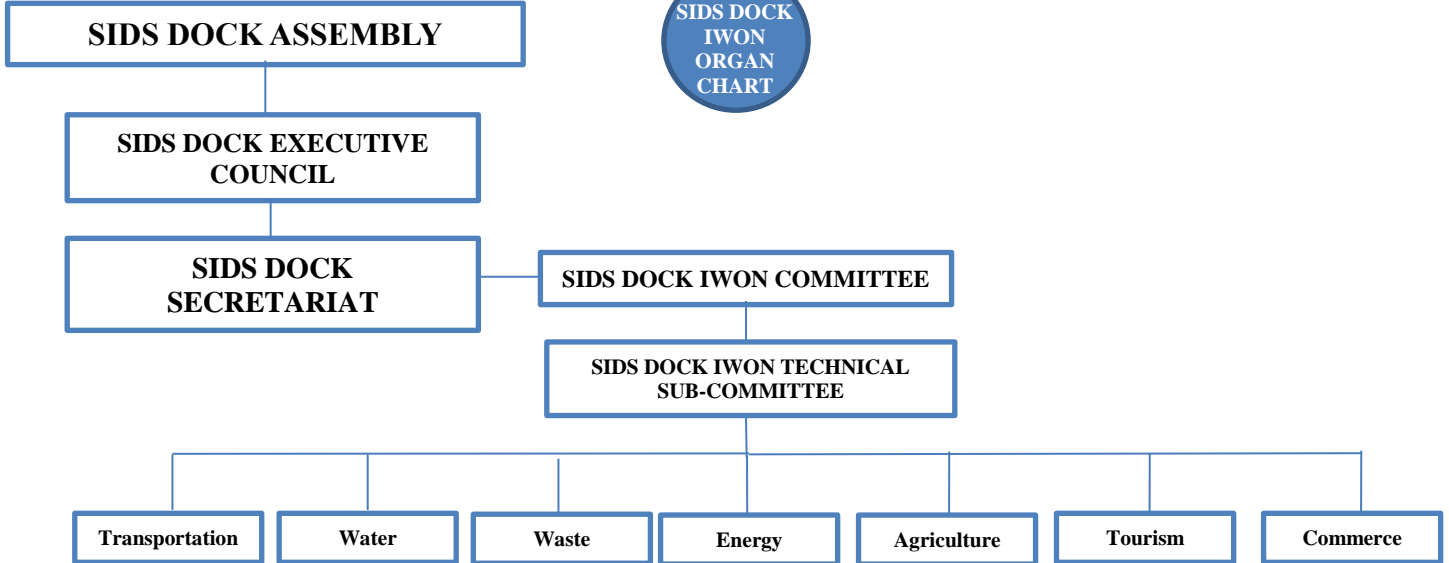 SIDS DOCK ASSEMBLY
SIDS DOCK
IWON
ORGAN
CHART
SIDS DOCK EXECUTIVE
COUNCIL
SIDS DOCK
SECRETARIAT
SIDS DOCK IWON COMMITTEE
SIDS DOCK IWON TECHNICAL
SUB-COMMITTEE
Transportation
Water
Waste
Energy
Agriculture
Tourism
Commerce